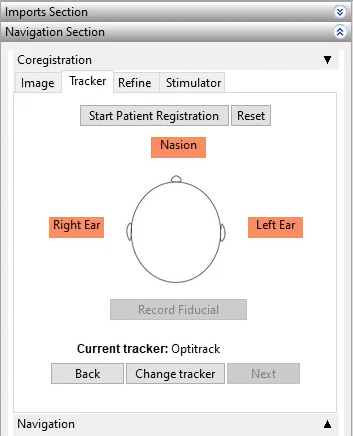 Imports Section
Navigation Section
Coregistration
Image Tracker Refine Stimulator
Start Patient Registration Reset
Nasion
Right Ear Left Ear
Record Fiducial
Current tracker: Optitrack
Back Change tracker Next
Navigation